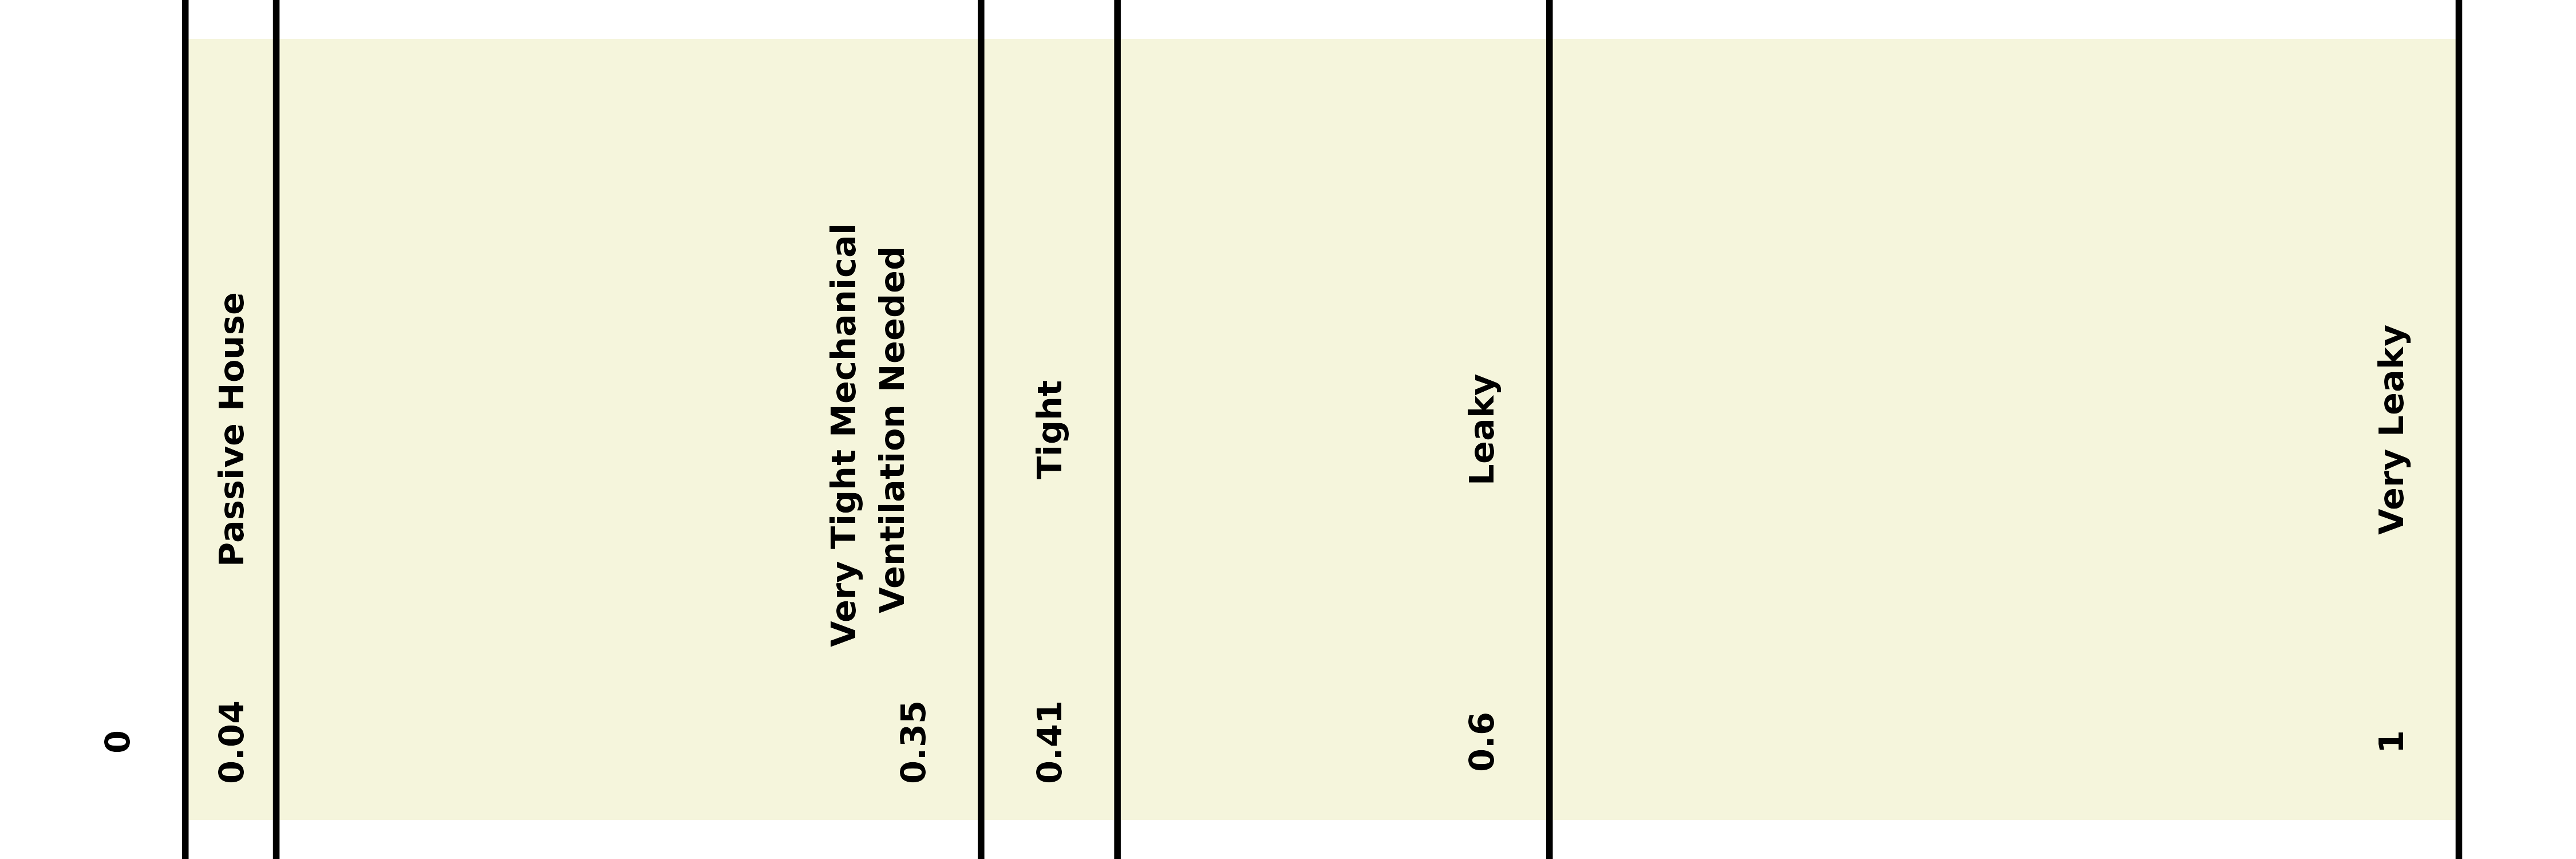 0
Passive House
0.04
Very Tight Mechanical
Ventilation Needed
0.35
Tight
0.41
Leaky
0.6
Very Leaky
1